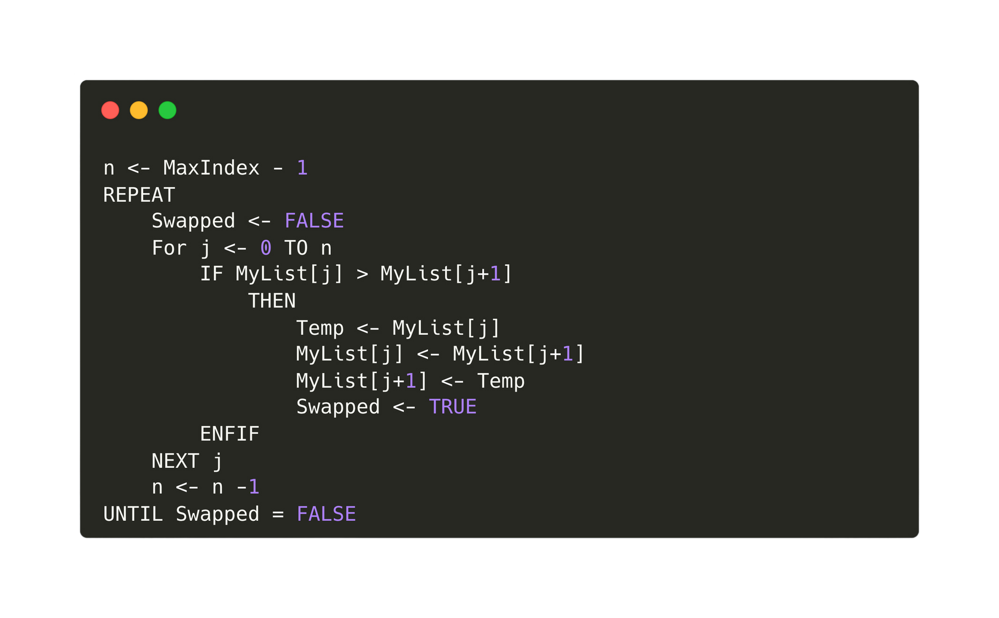 n <- MaxIndex - 1
REPEAT
    Swapped <- FALSE
    For j <- 0 TO n
        IF MyList[j] > MyList[j+1]
            THEN
                Temp <- MyList[j]
                MyList[j] <- MyList[j+1]
                MyList[j+1] <- Temp
                Swapped <- TRUE
        ENFIF
    NEXT j
    n <- n -1
UNTIL Swapped = FALSE